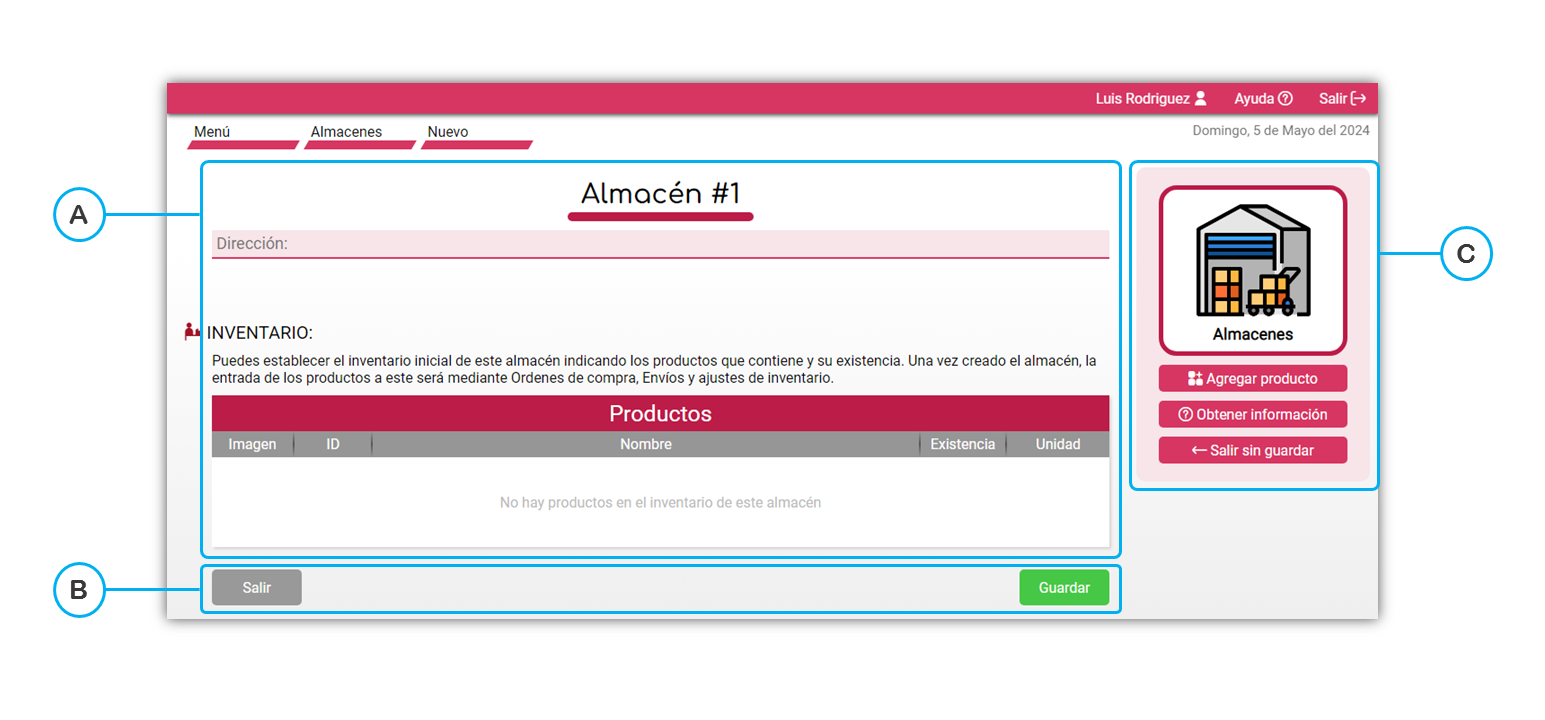 Luis Rodriguez Ayuda Salir
Menú Almacenes Nuevo Domingo, 5 de Mayo del 2024
Almacén #1
A
Dirección:
INVENTARIO:
Puedes establecer el inventario inicial de este almacén indicando los productos que contiene y su existencia. Una vez creado el almacén, la
entrada de los productos a este será mediante Ordenes de compra, Envíos y ajustes de inventario.
Productos
Imagen ID Nombre Existencia Unidad
No hay productos en el inventario de este almacén
B
Salir Guardar
C
Almacenes
Agregar producto
Obtener información
Salir sin guardar